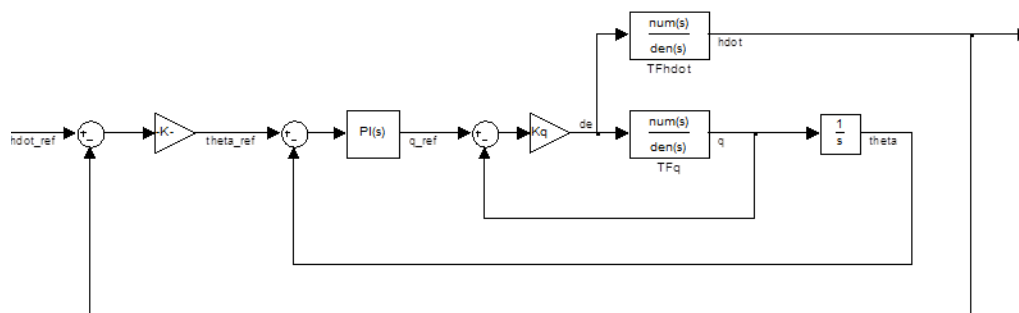 num(s)
den(s)
hdot
TFhdot
hdot_ref
+
-
-K-
theta_ref
+
-
PI(s)
q_ref
+
-
Kq
de
num(s)
den(s)
q
TFq
1
s
theta